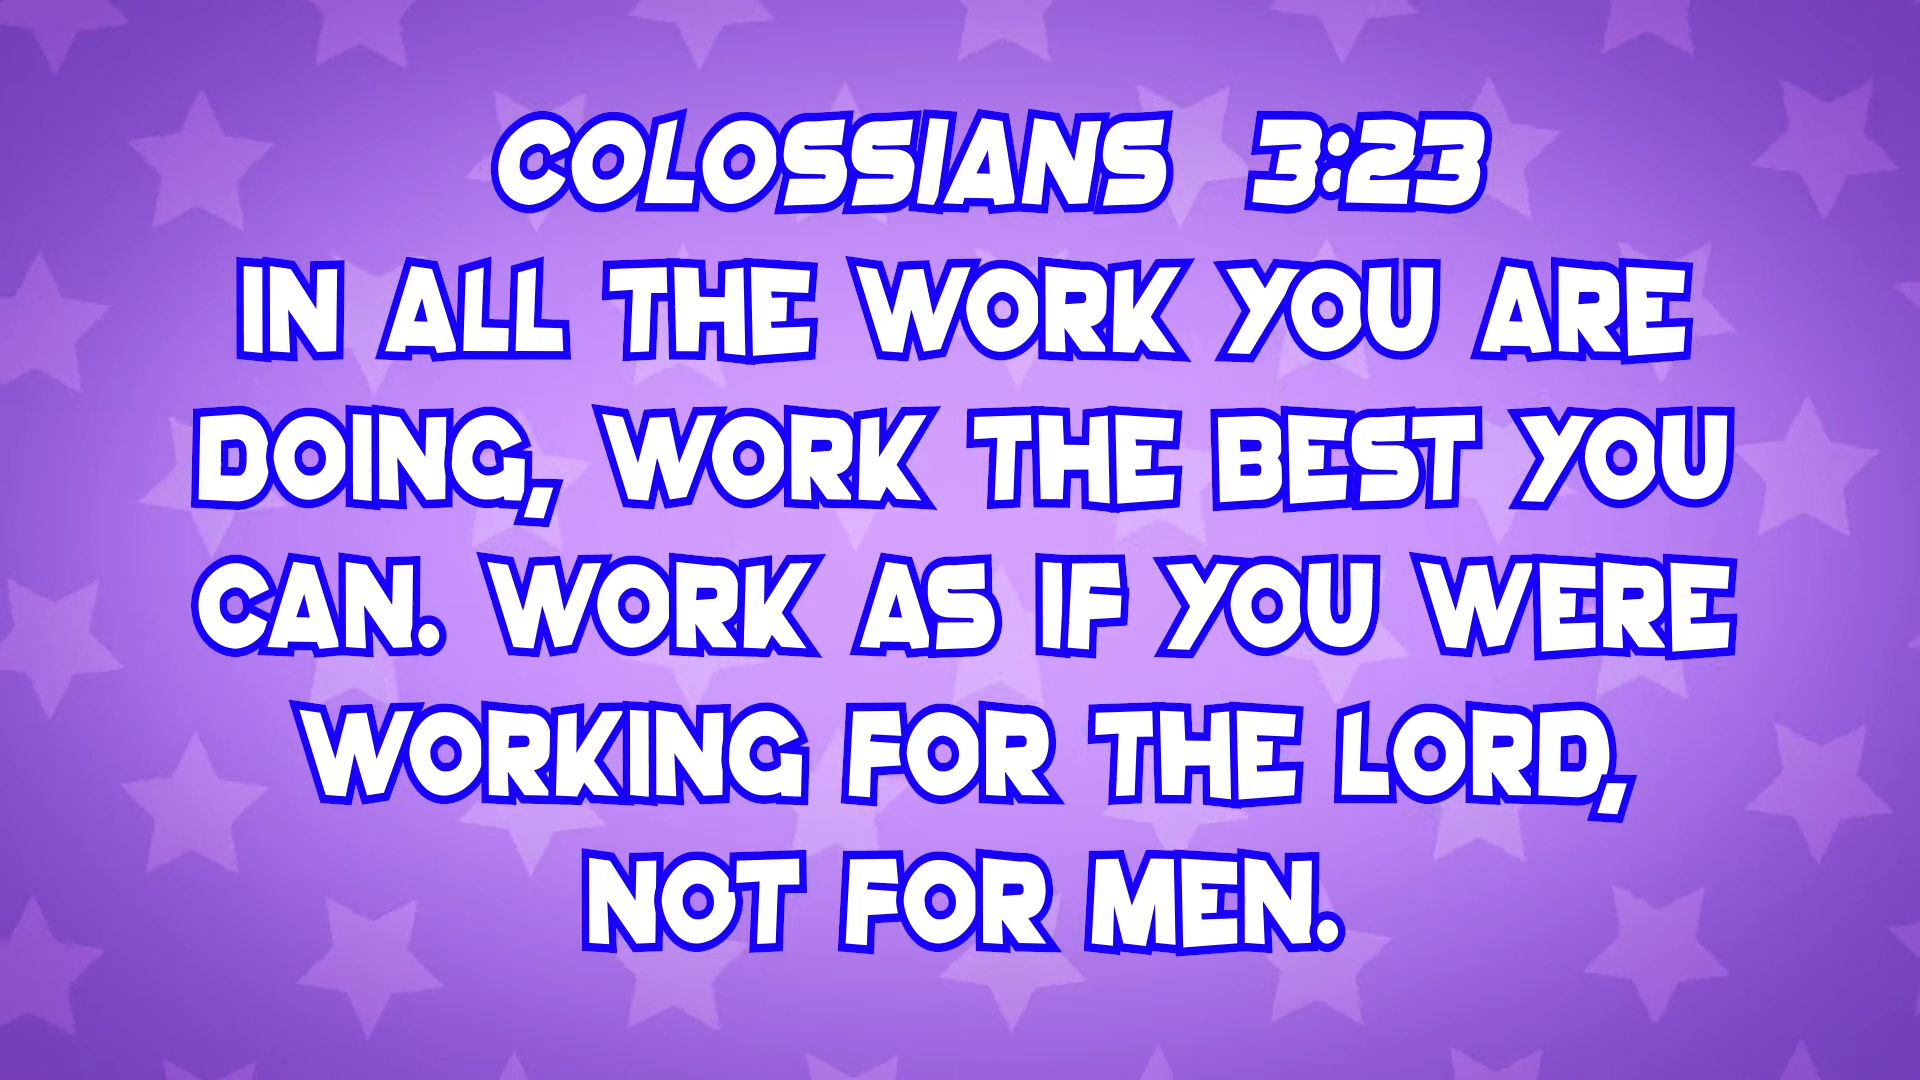 COLOSSIANS 3:23
IN ALL THE WORK YOU ARE
DOING, WORK THE BEST YOU
CAN. WORK AS IF YOU WERE
WORKING FOR THE LORD,
NOT FOR MEN.